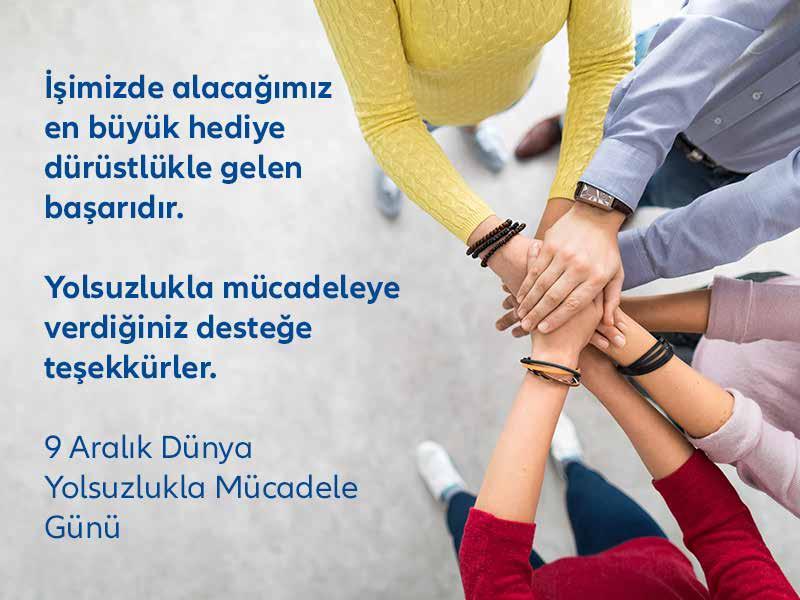 İşimizde alacağımız
en büyük hediye
dürüstlükle gelen
başarıdır.
Yolsuzlukla mücadeleye
verdiğiniz desteğe
teşekkürler.
9 Aralık Dünya
Yolsuzlukla Mücadele
Günü